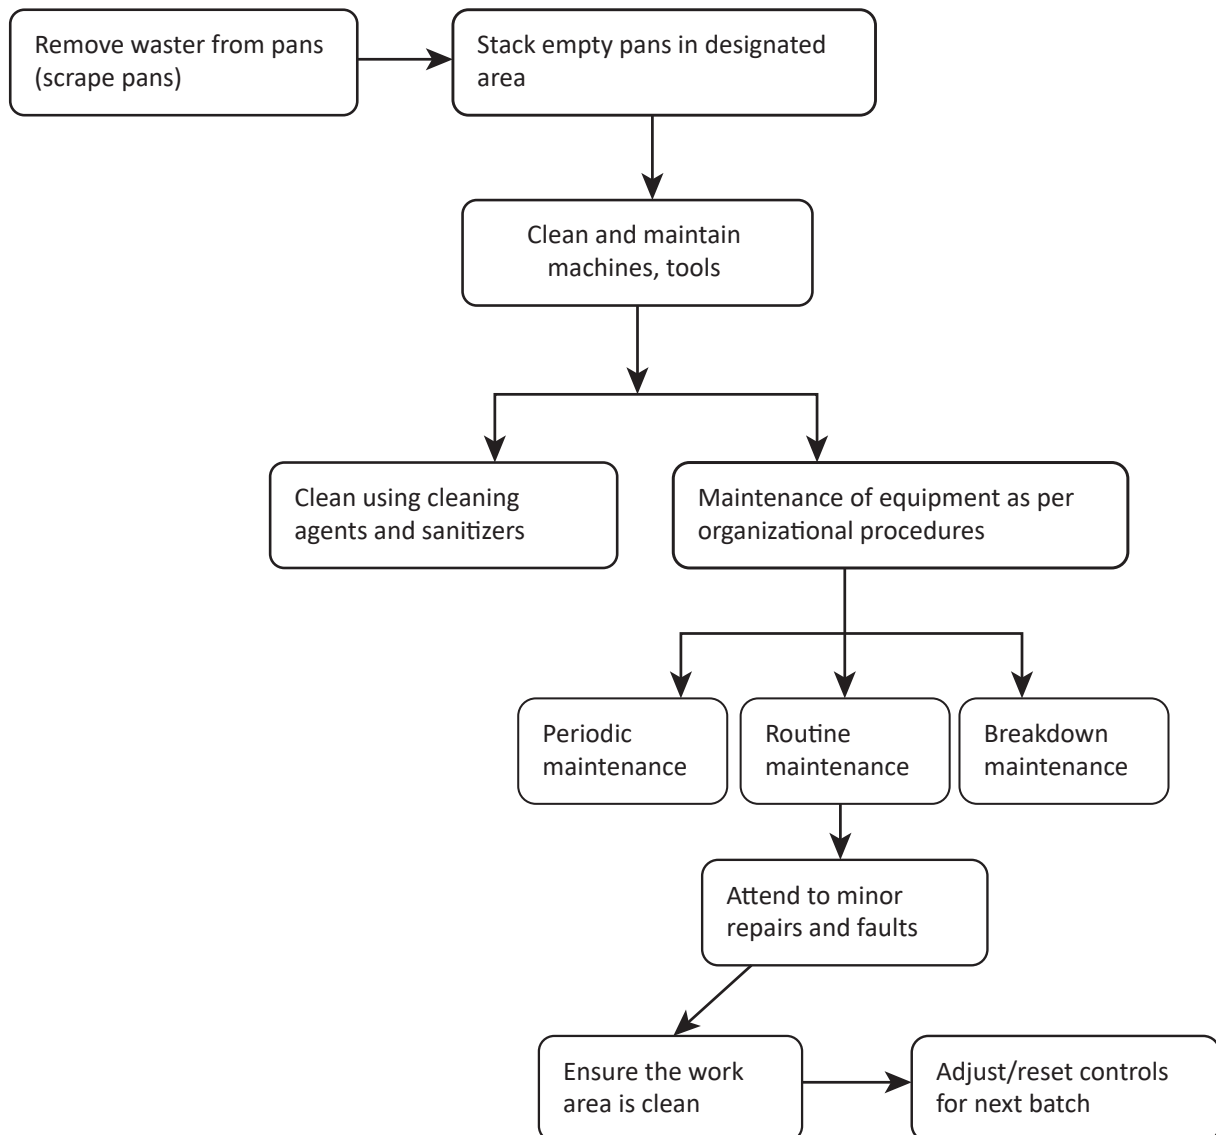 Remove waster from pans
(scrape pans)
Stack empty pans in designated
area
Clean and maintain
machines, tools
Clean using cleaning
agents and sanitizers
Maintenance of equipment as per
organizational procedures
Periodic
maintenance
Routine
maintenance
Breakdown
maintenance
Attend to minor
repairs and faults
Ensure the work
area is clean
Adjust/reset controls
for next batch